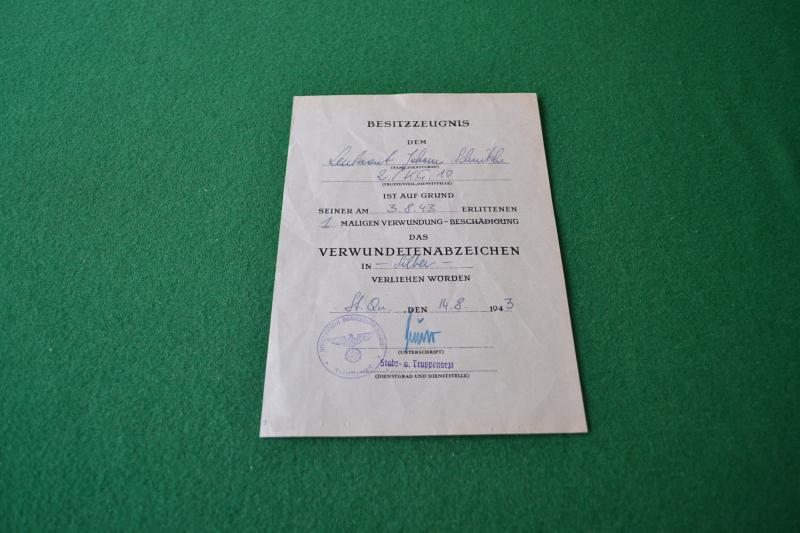 BESITZZEUGNIS
DEM
Leutnant Johann
(NAME, DIENSTGRAD)
2./KG. 10
(TRUPPENTEIL, DIENSTSTELLE)
IST AUF GRUND
SEINER AM 3.8.43 ERLITTENEN
1 MALIGEN VERWUNDUNG-BESCHÄDIGUNG
DAS
VERWUNDETENABZEICHEN
IN - Silber -
VERLIEHEN WORDEN
St. Qu., DEN 14.8. 1943
(UNTERSCHRIFT)
Stabs- u. Truppenarzt
(DIENSTGRAD UND DIENSTSTELLE)